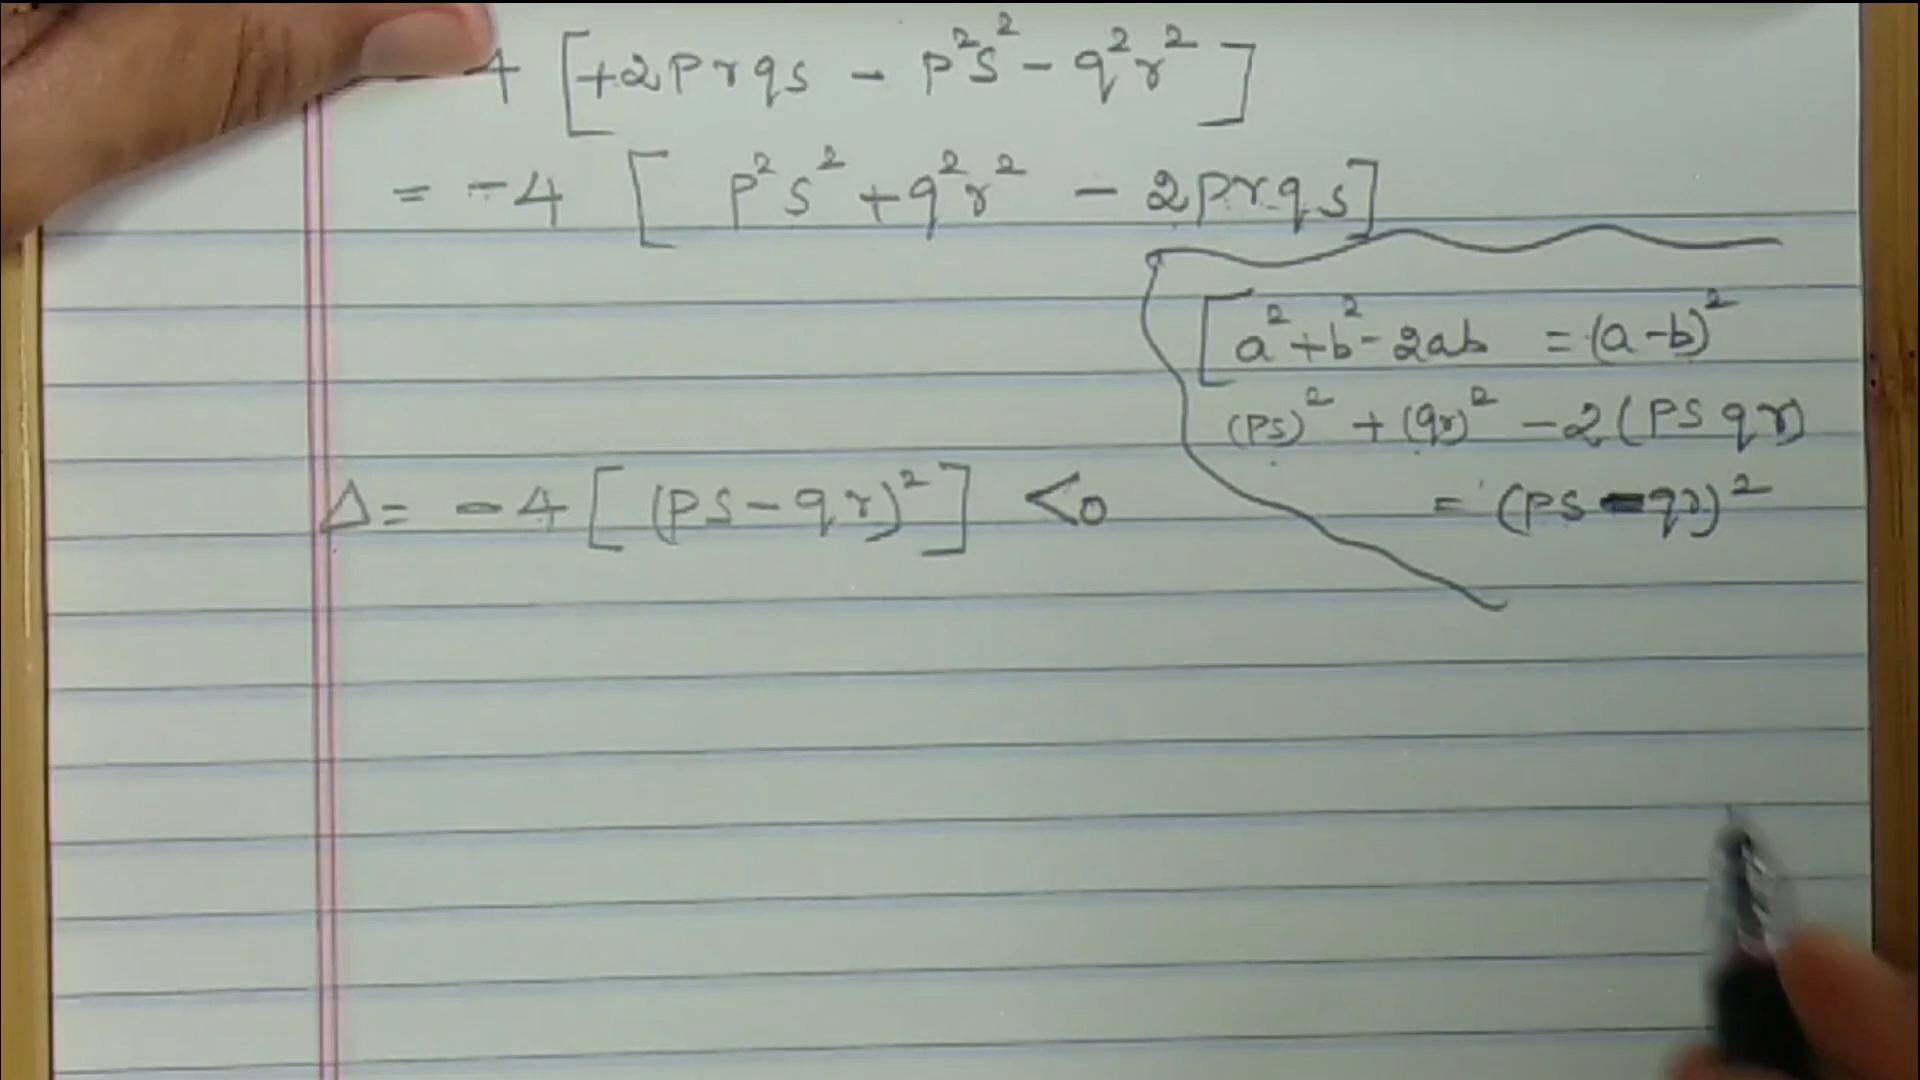 - 4 [+2prqs - p²s² - q²r²]
= -4 [ p²s² + q²r² - 2prqs]
[a² + b² - 2ab = (a-b)²
(ps)² + (qr)² - 2(ps qr)
= (ps - qr)²
Δ = -4 [(ps - qr)²] <0